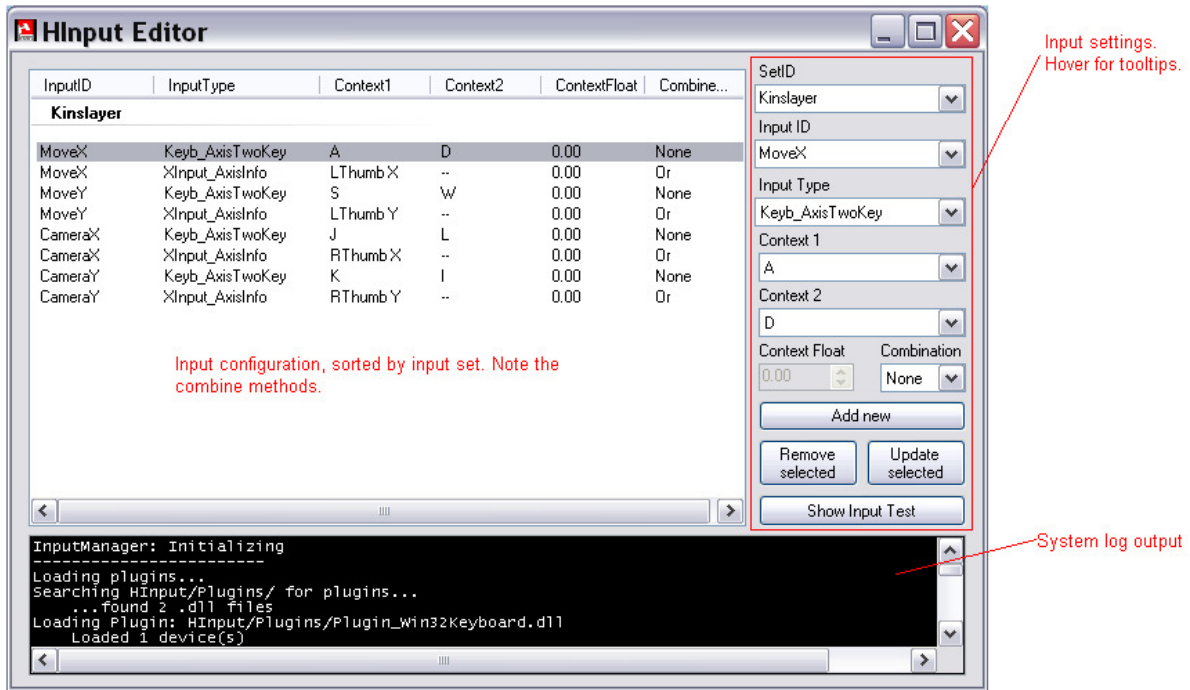 HInput Editor
InputID InputType Context1 Context2 ContextFloat Combine...
Kinslayer
MoveX Keyb_AxisTwoKey A D 0.00 None
MoveX XInput_AxisInfo LThumbX -- 0.00 Or
MoveY Keyb_AxisTwoKey S W 0.00 None
MoveY XInput_AxisInfo LThumbY -- 0.00 Or
CameraX Keyb_AxisTwoKey J L 0.00 None
CameraX XInput_AxisInfo RThumbX -- 0.00 Or
CameraY Keyb_AxisTwoKey K I 0.00 None
CameraY XInput_AxisInfo RThumbY -- 0.00 Or
Input configuration, sorted by input set. Note the
combine methods.
SetID
Kinslayer
Input ID
MoveX
Input Type
Keyb_AxisTwoKey
Context 1
A
Context 2
D
Context Float Combination
0.00 None
Add new
Remove
selected
Update
selected
Show Input Test
Input settings.
Hover for tooltips.
InputManager: Initializing
------------------------
Loading plugins...
Searching HInput/Plugins/ for plugins...
...found 2 .dll files
Loading Plugin: HInput/Plugins/Plugin_Win32Keyboard.dll
Loaded 1 device(s)
System log output